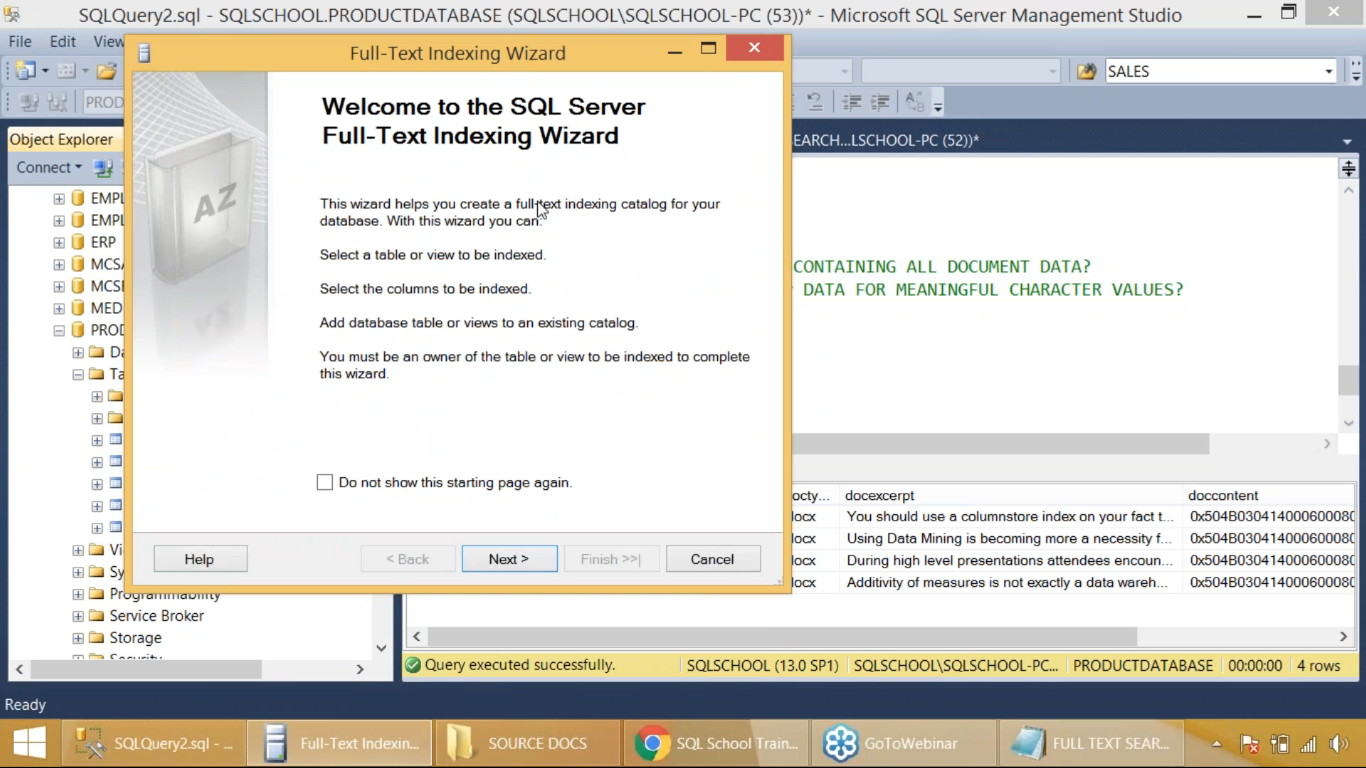 SQLQuery2.sql - SQLSCHOOL.PRODUCTDATABASE (SQLSCHOOL\SQLSCHOOL-PC (53))* - Microsoft SQL Server Management Studio
File Edit View
Full-Text Indexing Wizard
SALES
PROD
Object Explorer
EARCH...LSCHOOL-PC (52))*
Connect
Welcome to the SQL Server
Full-Text Indexing Wizard
AZ
This wizard helps you create a full-text indexing catalog for your
database. With this wizard you can:
Select a table or view to be indexed.
Select the columns to be indexed.
Add database table or views to an existing catalog.
You must be an owner of the table or view to be indexed to complete
this wizard.
Do not show this starting page again.
Help
< Back
Next >
Finish >>|
Cancel
EMPL
EMPL
ERP
MCSA
MCSE
MED
PROD
Da
Ta
Vi
Sy
Programmability
Service Broker
Storage
Security
CONTAINING ALL DOCUMENT DATA?
DATA FOR MEANINGFUL CHARACTER VALUES?
octy... docexcerpt doccontent
docx You should use a columnstore index on your fact t... 0x504B030414000600080
docx Using Data Mining is becoming more a necessity f... 0x504B030414000600080
docx During high level presentations attendees encoun... 0x504B030414000600080
docx Additivity of measures is not exactly a data wareh... 0x504B030414000600080
Query executed successfully. SQLSCHOOL (13.0 SP1) SQLSCHOOL\SQLSCHOOL-PC... PRODUCTDATABASE 00:00:00 4 rows
Ready
SQLQuery2.sql - ... Full-Text Indexin... SOURCE DOCS SQL School Train... GoToWebinar FULL TEXT SEAR...